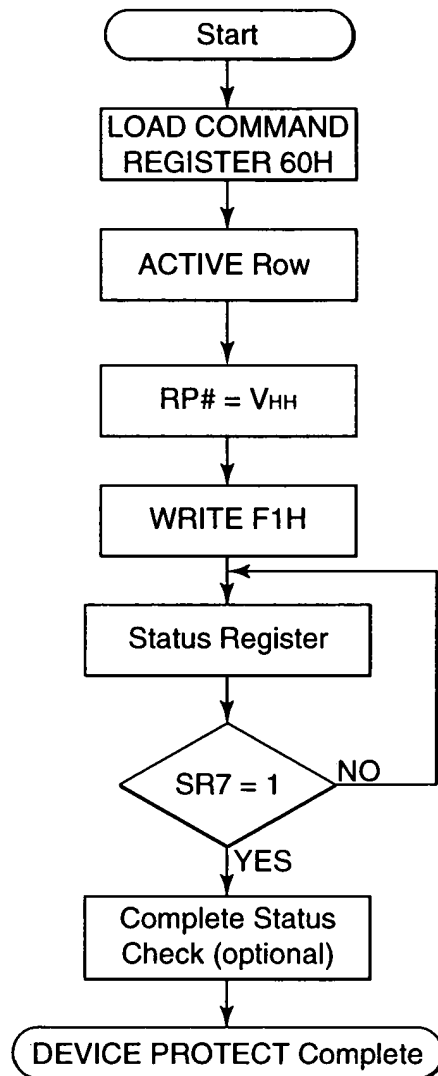 Start
LOAD COMMAND
REGISTER 60H
ACTIVE Row
RP# = VHH
WRITE F1H
Status Register
SR7 = 1
NO
YES
Complete Status
Check (optional)
DEVICE PROTECT Complete